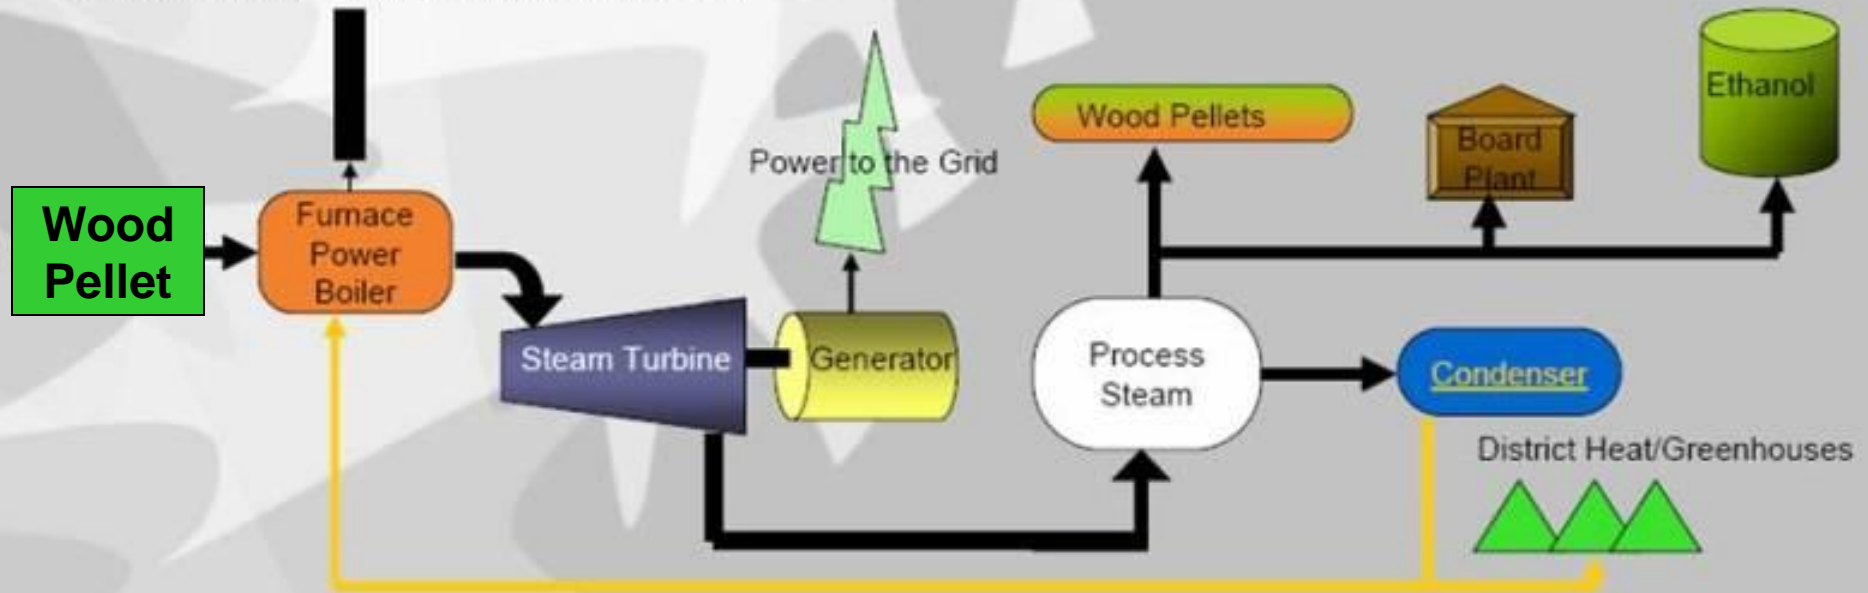 Wood
Pellet
Furnace
Power
Boiler
Steam Turbine
Generator
Power to the Grid
Process
Steam
Wood Pellets
Board
Plant
Ethanol
Condenser
District Heat/Greenhouses